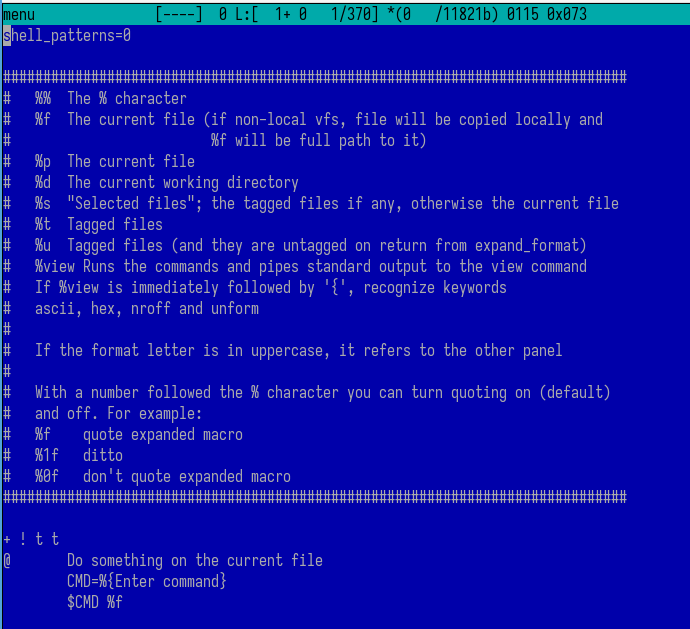 menu [----] 0 L:[ 1+ 0 1/370] *(0 /11821b) 0115 0x073
shell_patterns=0
##############################################################################
# %% The % character
# %f The current file (if non-local vfs, file will be copied locally and
# %f will be full path to it)
# %p The current file
# %d The current working directory
# %s "Selected files"; the tagged files if any, otherwise the current file
# %t Tagged files
# %u Tagged files (and they are untagged on return from expand_format)
# %view Runs the commands and pipes standard output to the view command
# If %view is immediately followed by '{', recognize keywords
# ascii, hex, nroff and unform
#
# If the format letter is in uppercase, it refers to the other panel
#
# With a number followed the % character you can turn quoting on (default)
# and off. For example:
# %f quote expanded macro
# %1f ditto
# %0f don't quote expanded macro
##############################################################################
+ ! t t
@ Do something on the current file
CMD=%{Enter command}
$CMD %f